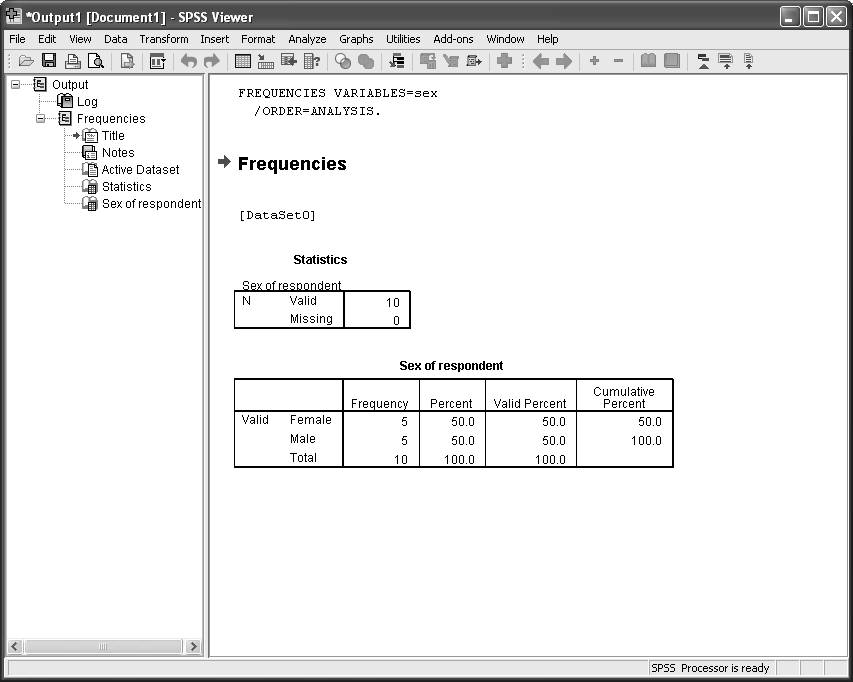 *Output1 [Document1] - SPSS Viewer
File Edit View Data Transform Insert Format Analyze Graphs Utilities Add-ons Window Help
Output
Log
Frequencies
Title
Notes
Active Dataset
Statistics
Sex of respondent
FREQUENCIES VARIABLES=sex
/ORDER=ANALYSIS.
Frequencies
[DataSet0]
Statistics
Sex of respondent
N Valid 10
Missing 0
Sex of respondent
Frequency Percent Valid Percent Cumulative Percent
Valid Female 5 50.0 50.0 50.0
Male 5 50.0 50.0 100.0
Total 10 100.0 100.0
SPSS Processor is ready